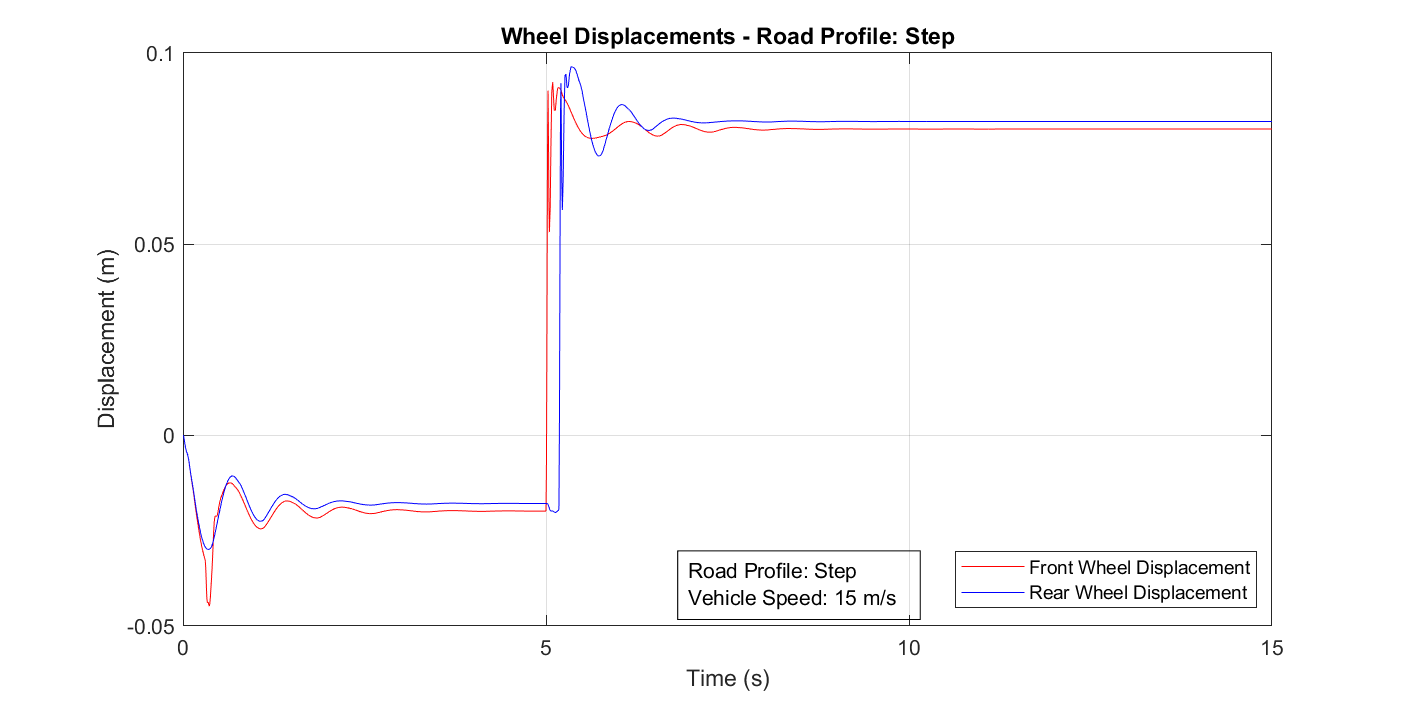 Wheel Displacements - Road Profile: Step
0.1
0.05
0
-0.05
Displacement (m)
0
5
10
15
Time (s)
Road Profile: Step
Vehicle Speed: 15 m/s
Front Wheel Displacement
Rear Wheel Displacement